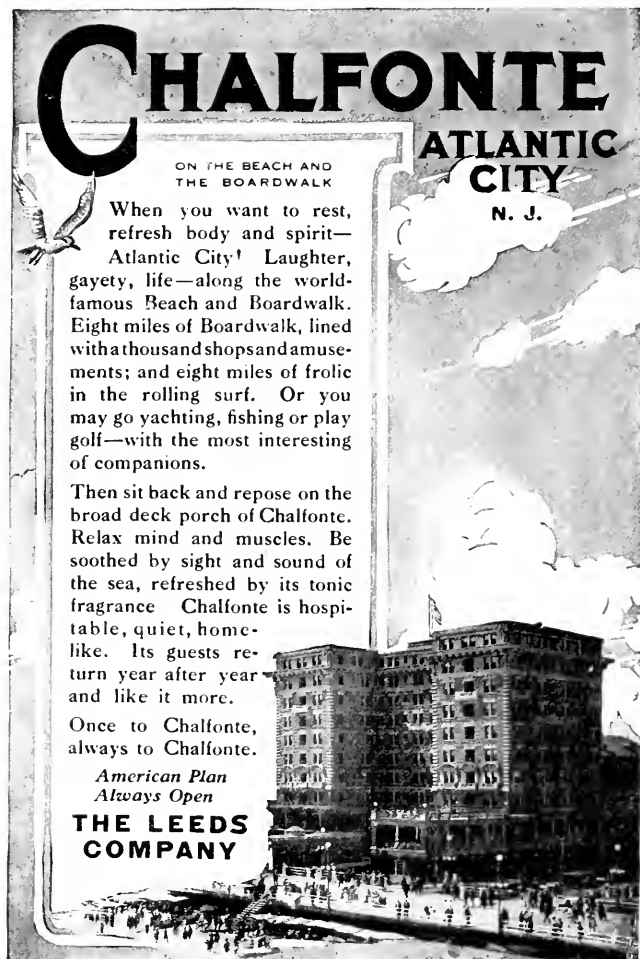 CHALFONTE
ATLANTIC
CITY
N. J.
ON THE BEACH AND
THE BOARDWALK
When you want to rest,
refresh body and spirit—
Atlantic City! Laughter,
gayety, life—along the world-
famous Beach and Boardwalk.
Eight miles of Boardwalk, lined
with a thousand shops and amuse-
ments; and eight miles of frolic
in the rolling surf. Or you
may go yachting, fishing or play
golf—with the most interesting
of companions.
Then sit back and repose on the
broad deck porch of Chalfonte.
Relax mind and muscles. Be
soothed by sight and sound of
the sea, refreshed by its tonic
fragrance Chalfonte is hospi-
table, quiet, home-
like. Its guests re-
turn year after year
and like it more.
Once to Chalfonte,
always to Chalfonte.
American Plan
Always Open
THE LEEDS
COMPANY